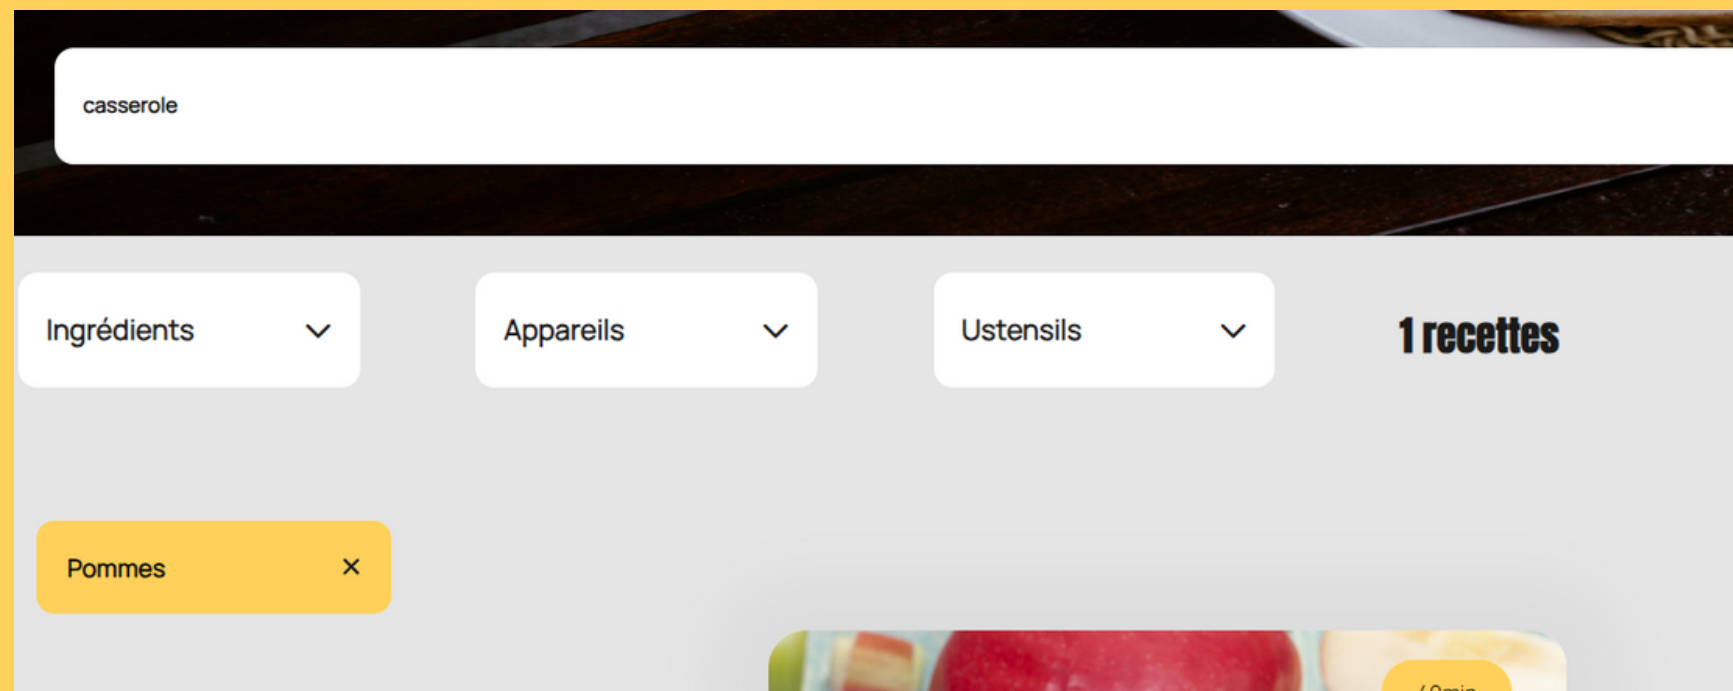 casserole
Ingrédients
Appareils
Ustensils
1 recettes
Pommes